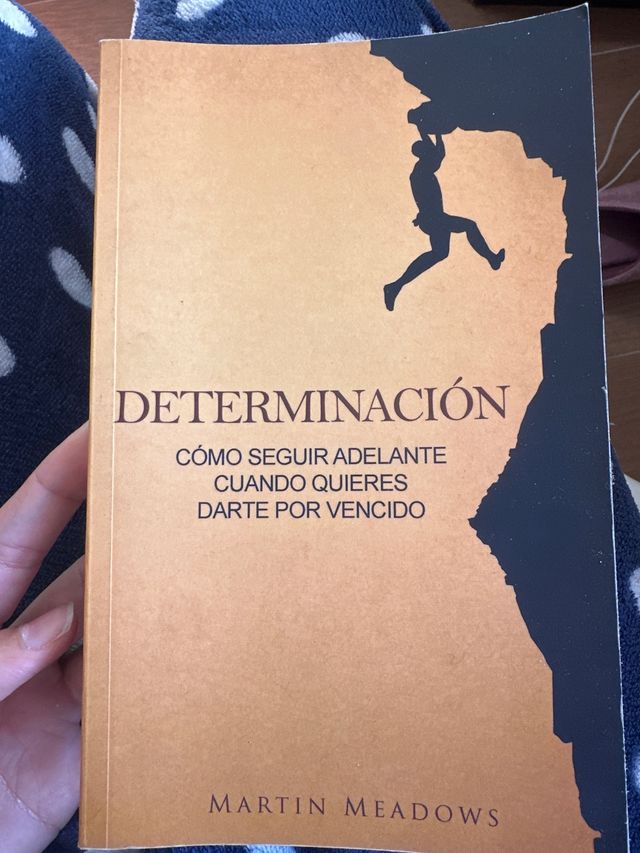 DETERMINACIÓN
CÓMO SEGUIR ADELANTE
CUANDO QUIERES
DARTE POR VENCIDO
MARTIN MEADOWS